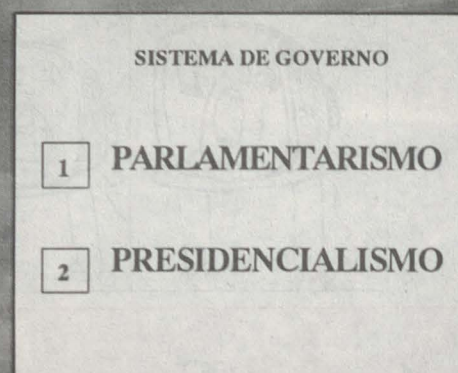 SISTEMA DE GOVERNO
1 PARLAMENTARISMO
2 PRESIDENCIALISMO